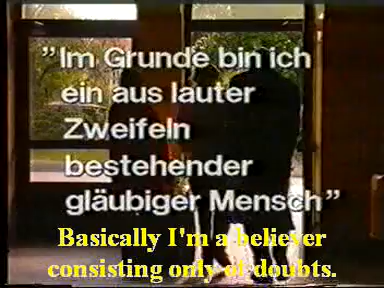 ”Im Grunde bin ich
ein aus lauter
Zweifeln
bestehender
gläubiger Mensch”
Basically I'm a believer
consisting only of doubts.